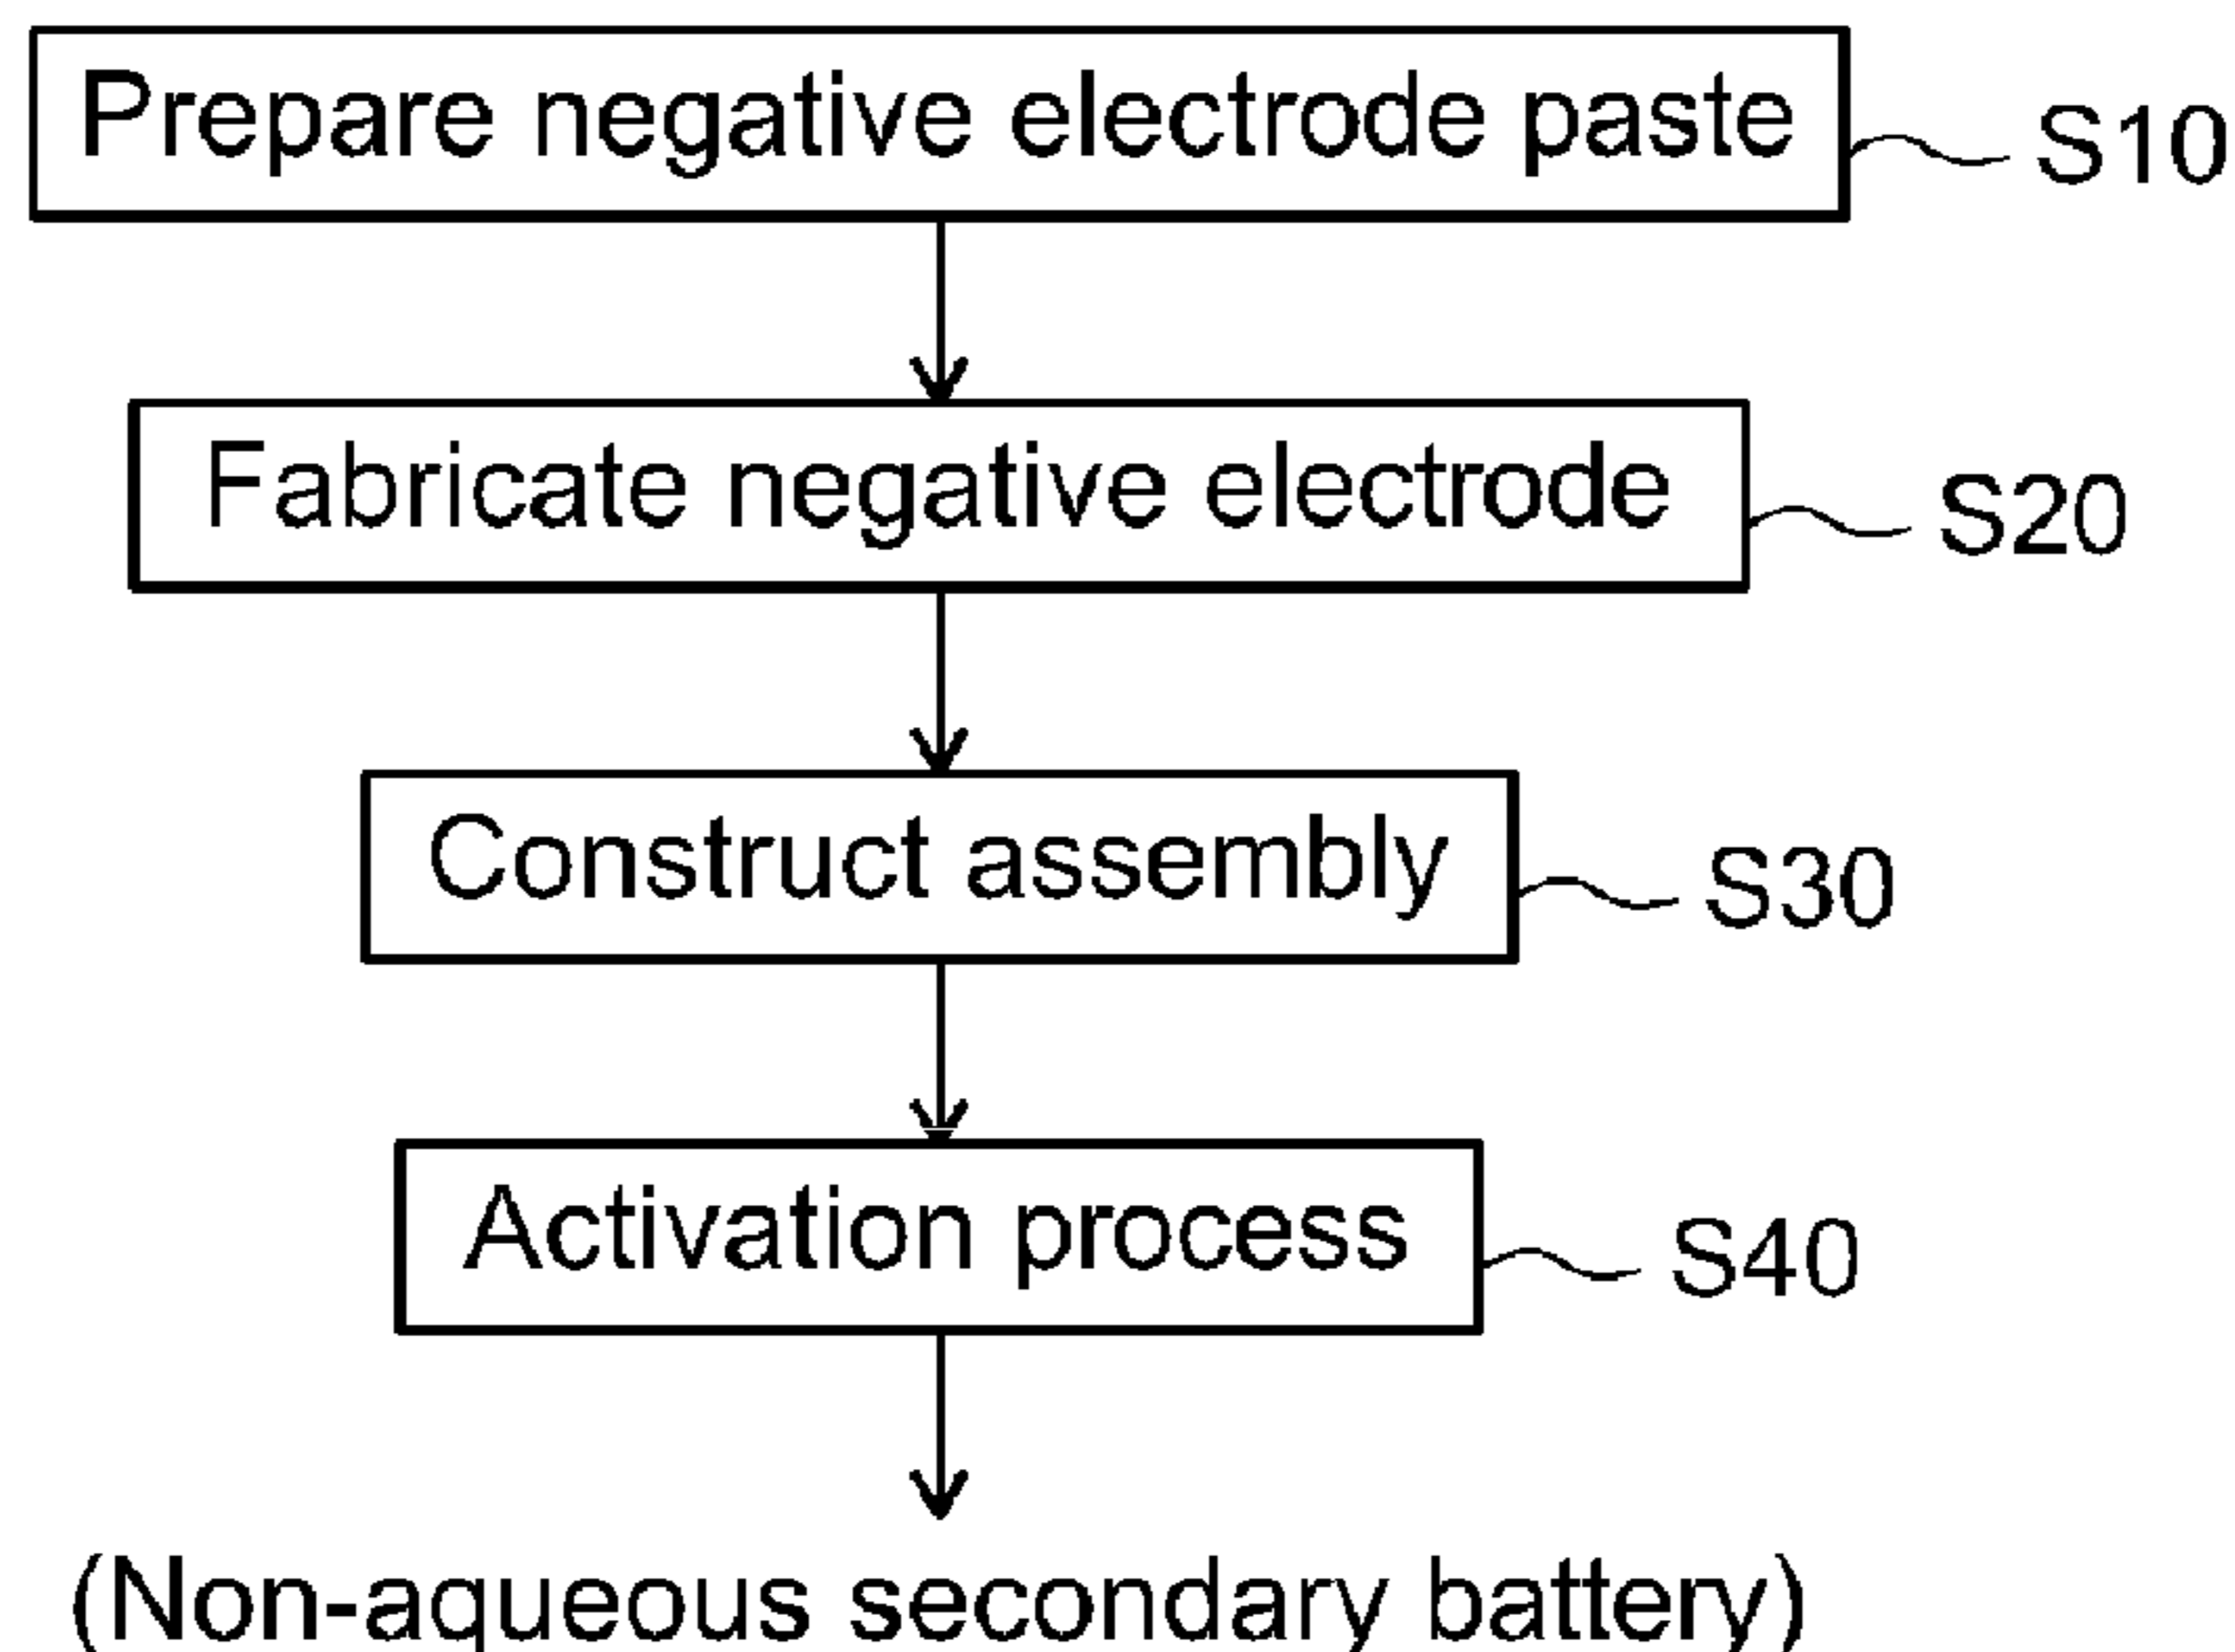 Prepare negative electrode paste S10
Fabricate negative electrode S20
Construct assembly S30
Activation process S40
(Non-aqueous secondary battery)